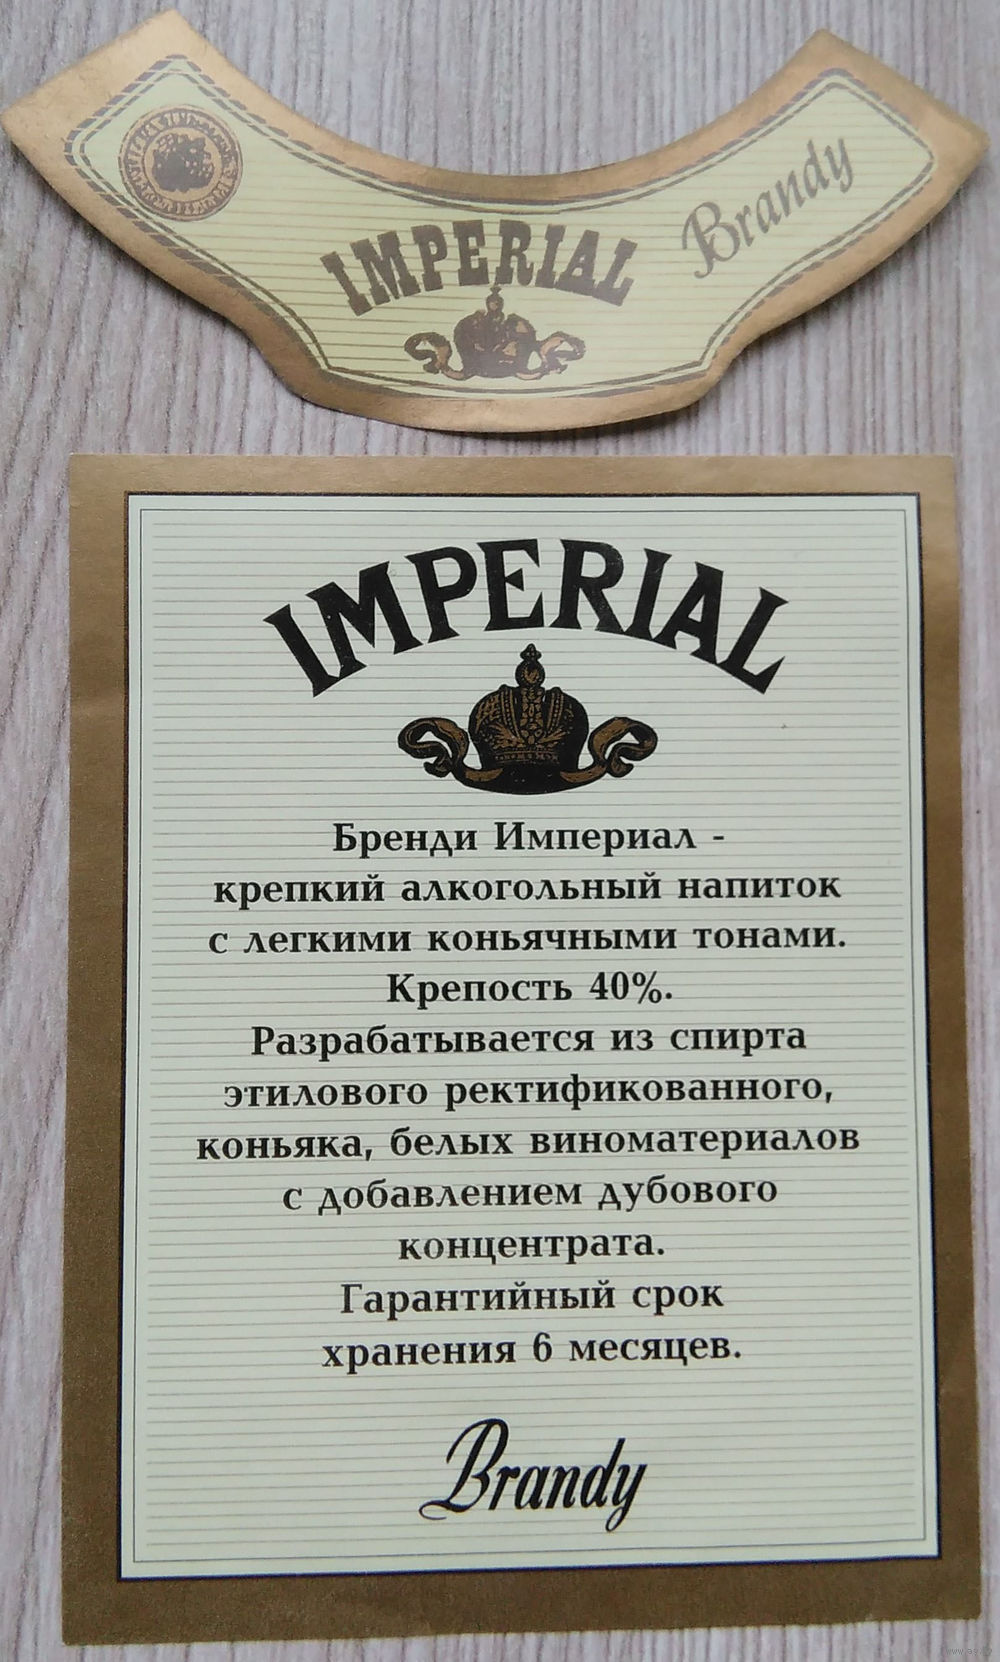 IMPERIAL
Brandy
IMPERIAL
Бренди Империал -
крепкий алкогольный напиток
с легкими коньячными тонами.
Крепость 40%.
Разрабатывается из спирта
этилового ректификованного,
коньяка, белых виноматериалов
с добавлением дубового
концентрата.
Гарантийный срок
хранения 6 месяцев.
Brandy